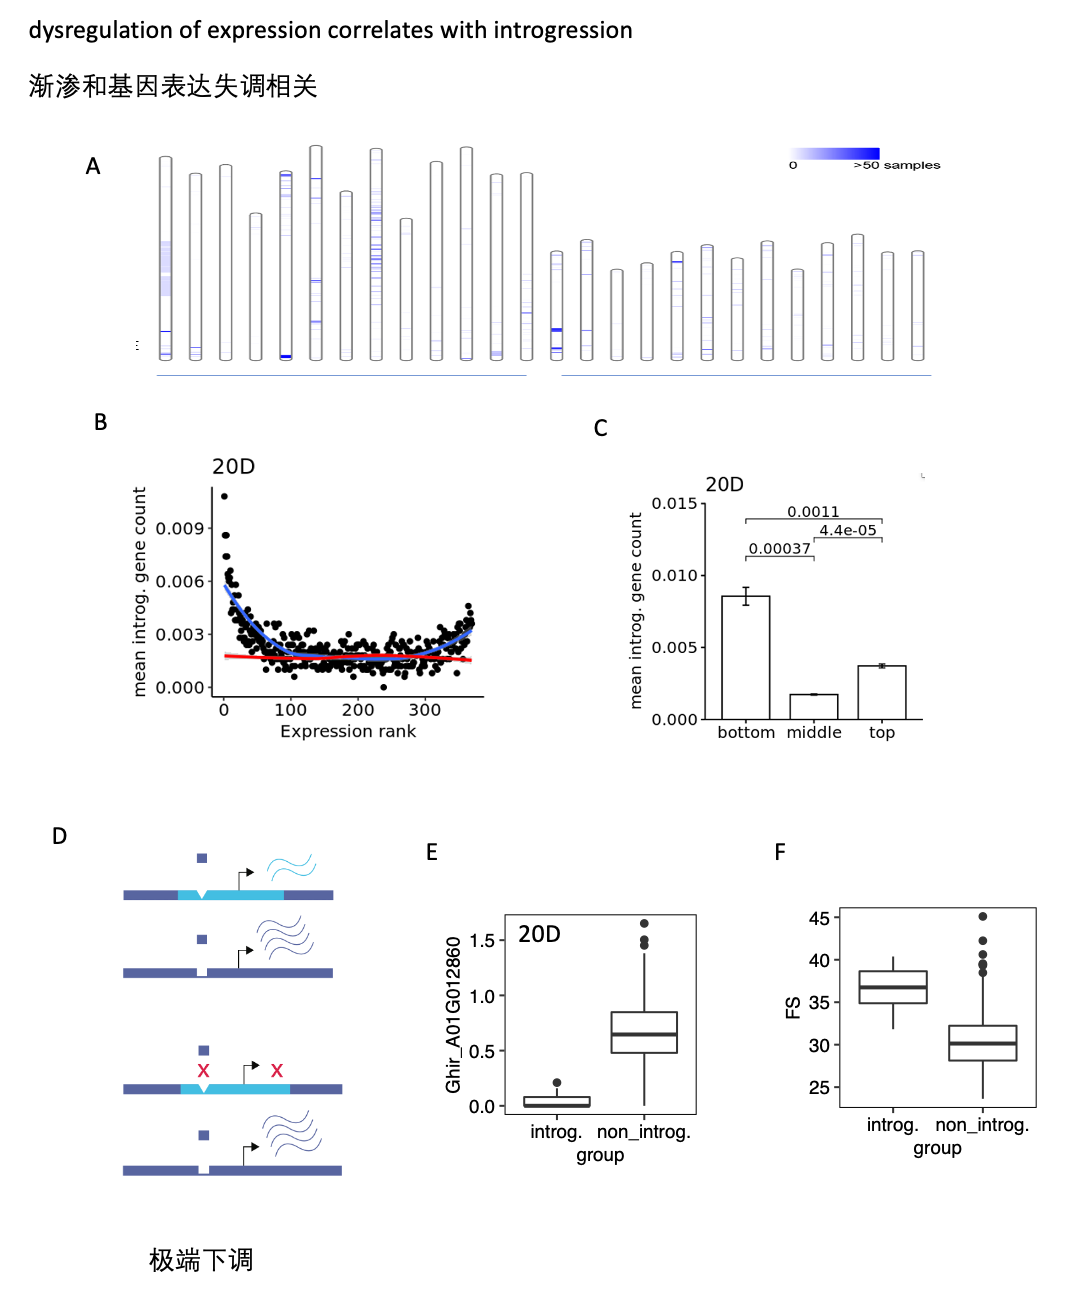 dysregulation of expression correlates with introgression
渐渗和基因表达失调相关
A
0 >50 samples
B
20D
mean introg. gene count
0.009
0.006
0.003
0.000
0 100 200 300
Expression rank
C
20D
mean introg. gene count
0.015
0.010
0.005
0.000
0.0011
4.4e-05
0.00037
bottom middle top
D
X X
极端下调
E
20D
Ghir_A01G012860
1.5
1.0
0.5
0.0
introg. non_introg.
group
F
FS
45
40
35
30
25
introg. non_introg.
group